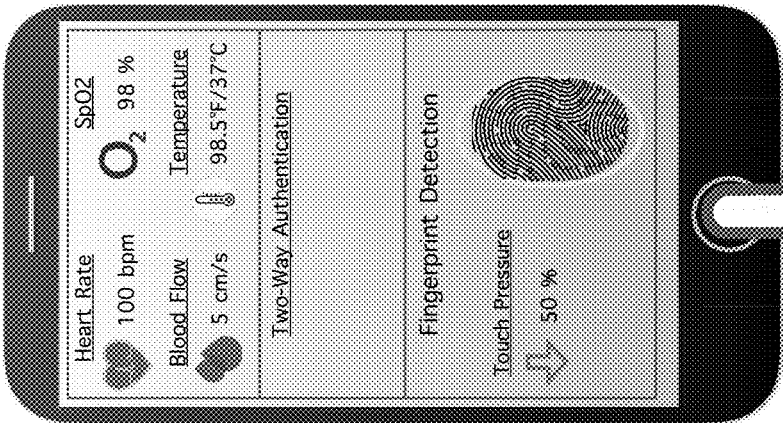 Heart Rate
100 bpm
SpO2
O2 98 %
Blood Flow
5 cm/s
Temperature
98.5°F/37°C
Two-Way Authentication
Fingerprint Detection
Touch Pressure
50 %